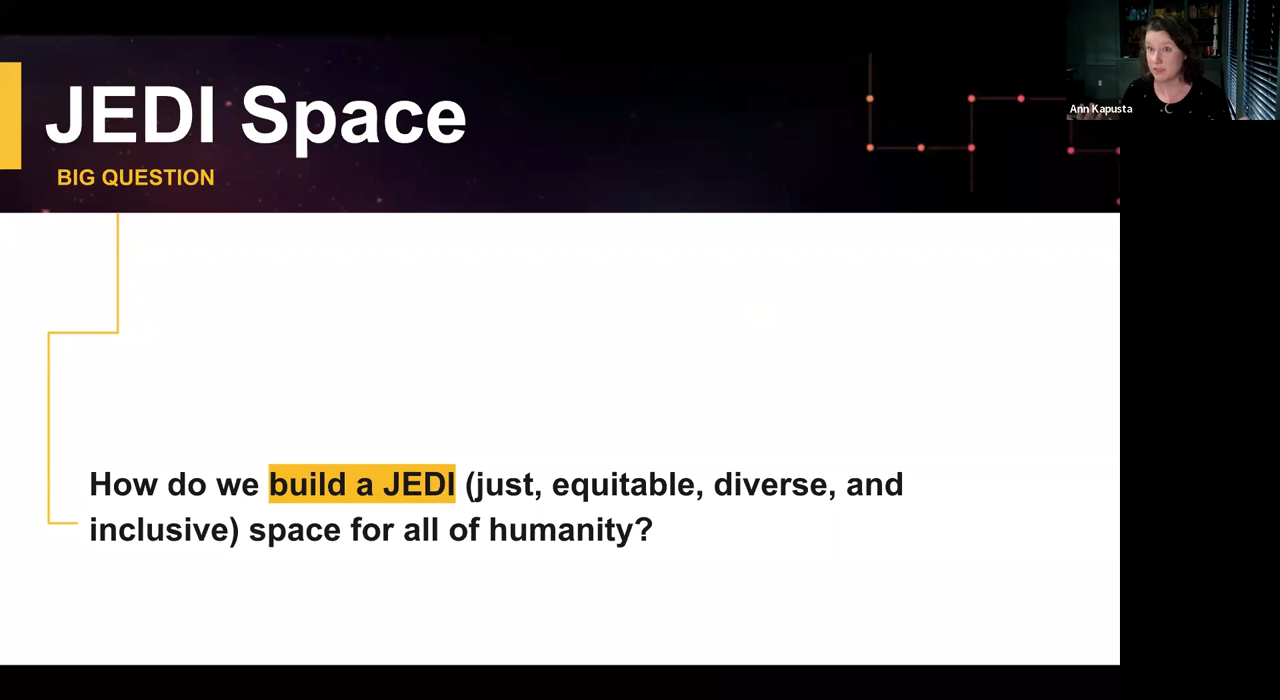 JEDI Space
BIG QUESTION
Ann Kapusta
How do we build a JEDI (just, equitable, diverse, and
inclusive) space for all of humanity?